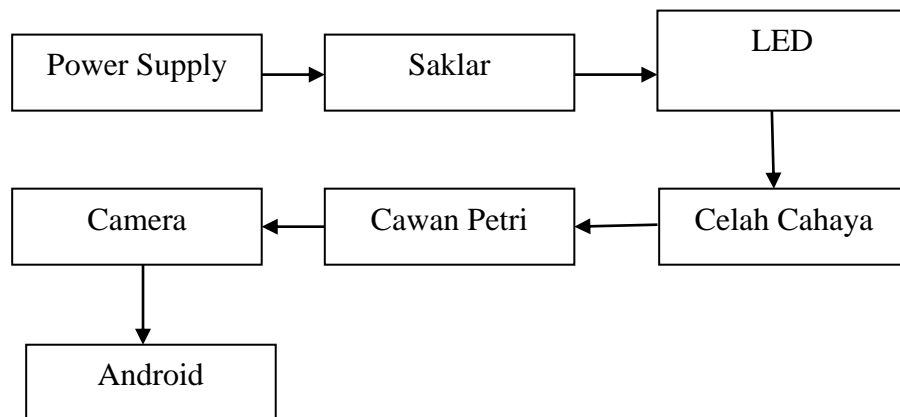 Power Supply
Saklar
LED
Camera
Cawan Petri
Celah Cahaya
Android